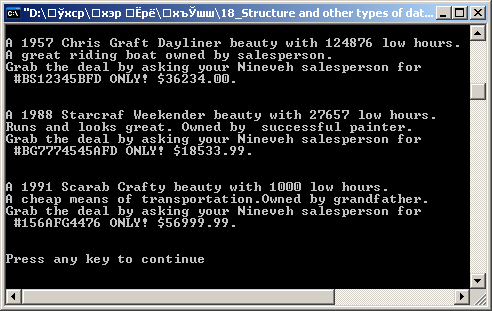 "D:\□ўхср\□хэр □Ёрё\□хъЎшш\18_Structure and other types of dat...
A 1957 Chris Graft Dayliner beauty with 124876 low hours.
A great riding boat owned by salesperson.
Grab the deal by asking your Nineveh salesperson for
#BS12345BFD ONLY! $36234.00.
A 1988 Starcraf Weekender beauty with 27657 low hours.
Runs and looks great. Owned by  successful painter.
Grab the deal by asking your Nineveh salesperson for
#BG7774545AFD ONLY! $18533.99.
A 1991 Scarab Crafty beauty with 1000 low hours.
A cheap means of transportation.Owned by grandfather.
Grab the deal by asking your Nineveh salesperson for
#156AFG4476 ONLY! $56999.99.
Press any key to continue